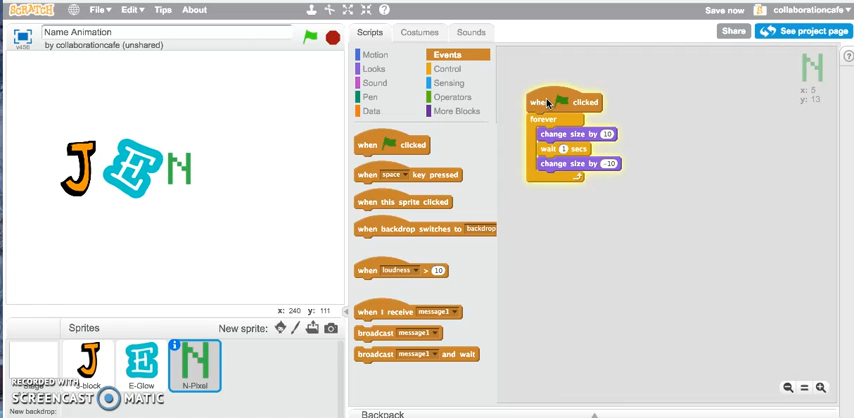 SCRATCH File Edit Tips About Save now collaborationcafe
Name Animation
by collaborationcafe (unshared)
v456
Scripts Costumes Sounds
Share See project page
Motion Events
Looks Control
Sound Sensing
Pen Operators
Data More Blocks
when clicked
when space key pressed
when this sprite clicked
when backdrop switches to backdrop
when loudness > 10
when I receive message1
broadcast message1
broadcast message1 and wait
when clicked
forever
change size by 10
wait 1 secs
change size by -10
N
x: 5
y: 13
J E N
x: 240 y: 111
Sprites New sprite:
J E N
Stage J-block E-Glow N-Pixel
RECORDED WITH
SCREENCAST MATIC
New backdrop:
Backpack